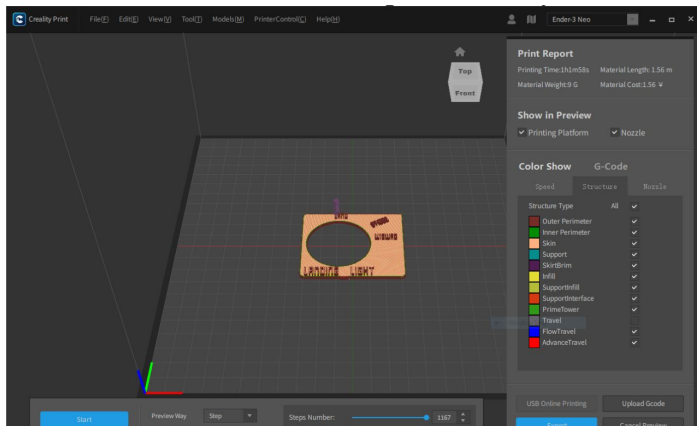 Creality Print File(F) Edit(E) View(V) Tool(T) Models(M) PrinterControl(C) Help(H) Ender-3 Neo
Top
Front
LANDING LIGHT
Start
Preview Way Step Steps Number: 1167
Print Report
Printing Time:1h1m58s Material Length: 1.56 m
Material Weight:9 G Material Cost:1.56 ¥
Show in Preview
Printing Platform Nozzle
Color Show G-Code
Speed Structure Nozzle
Structure Type All
Outer Perimeter
Inner Perimeter
Skin
Support
SkirtBrim
Infill
SupportInfill
SupportInterface
PrimeTower
Travel
FlowTravel
AdvanceTravel
USB Online Printing Upload Gcode
Export Cancel Preview